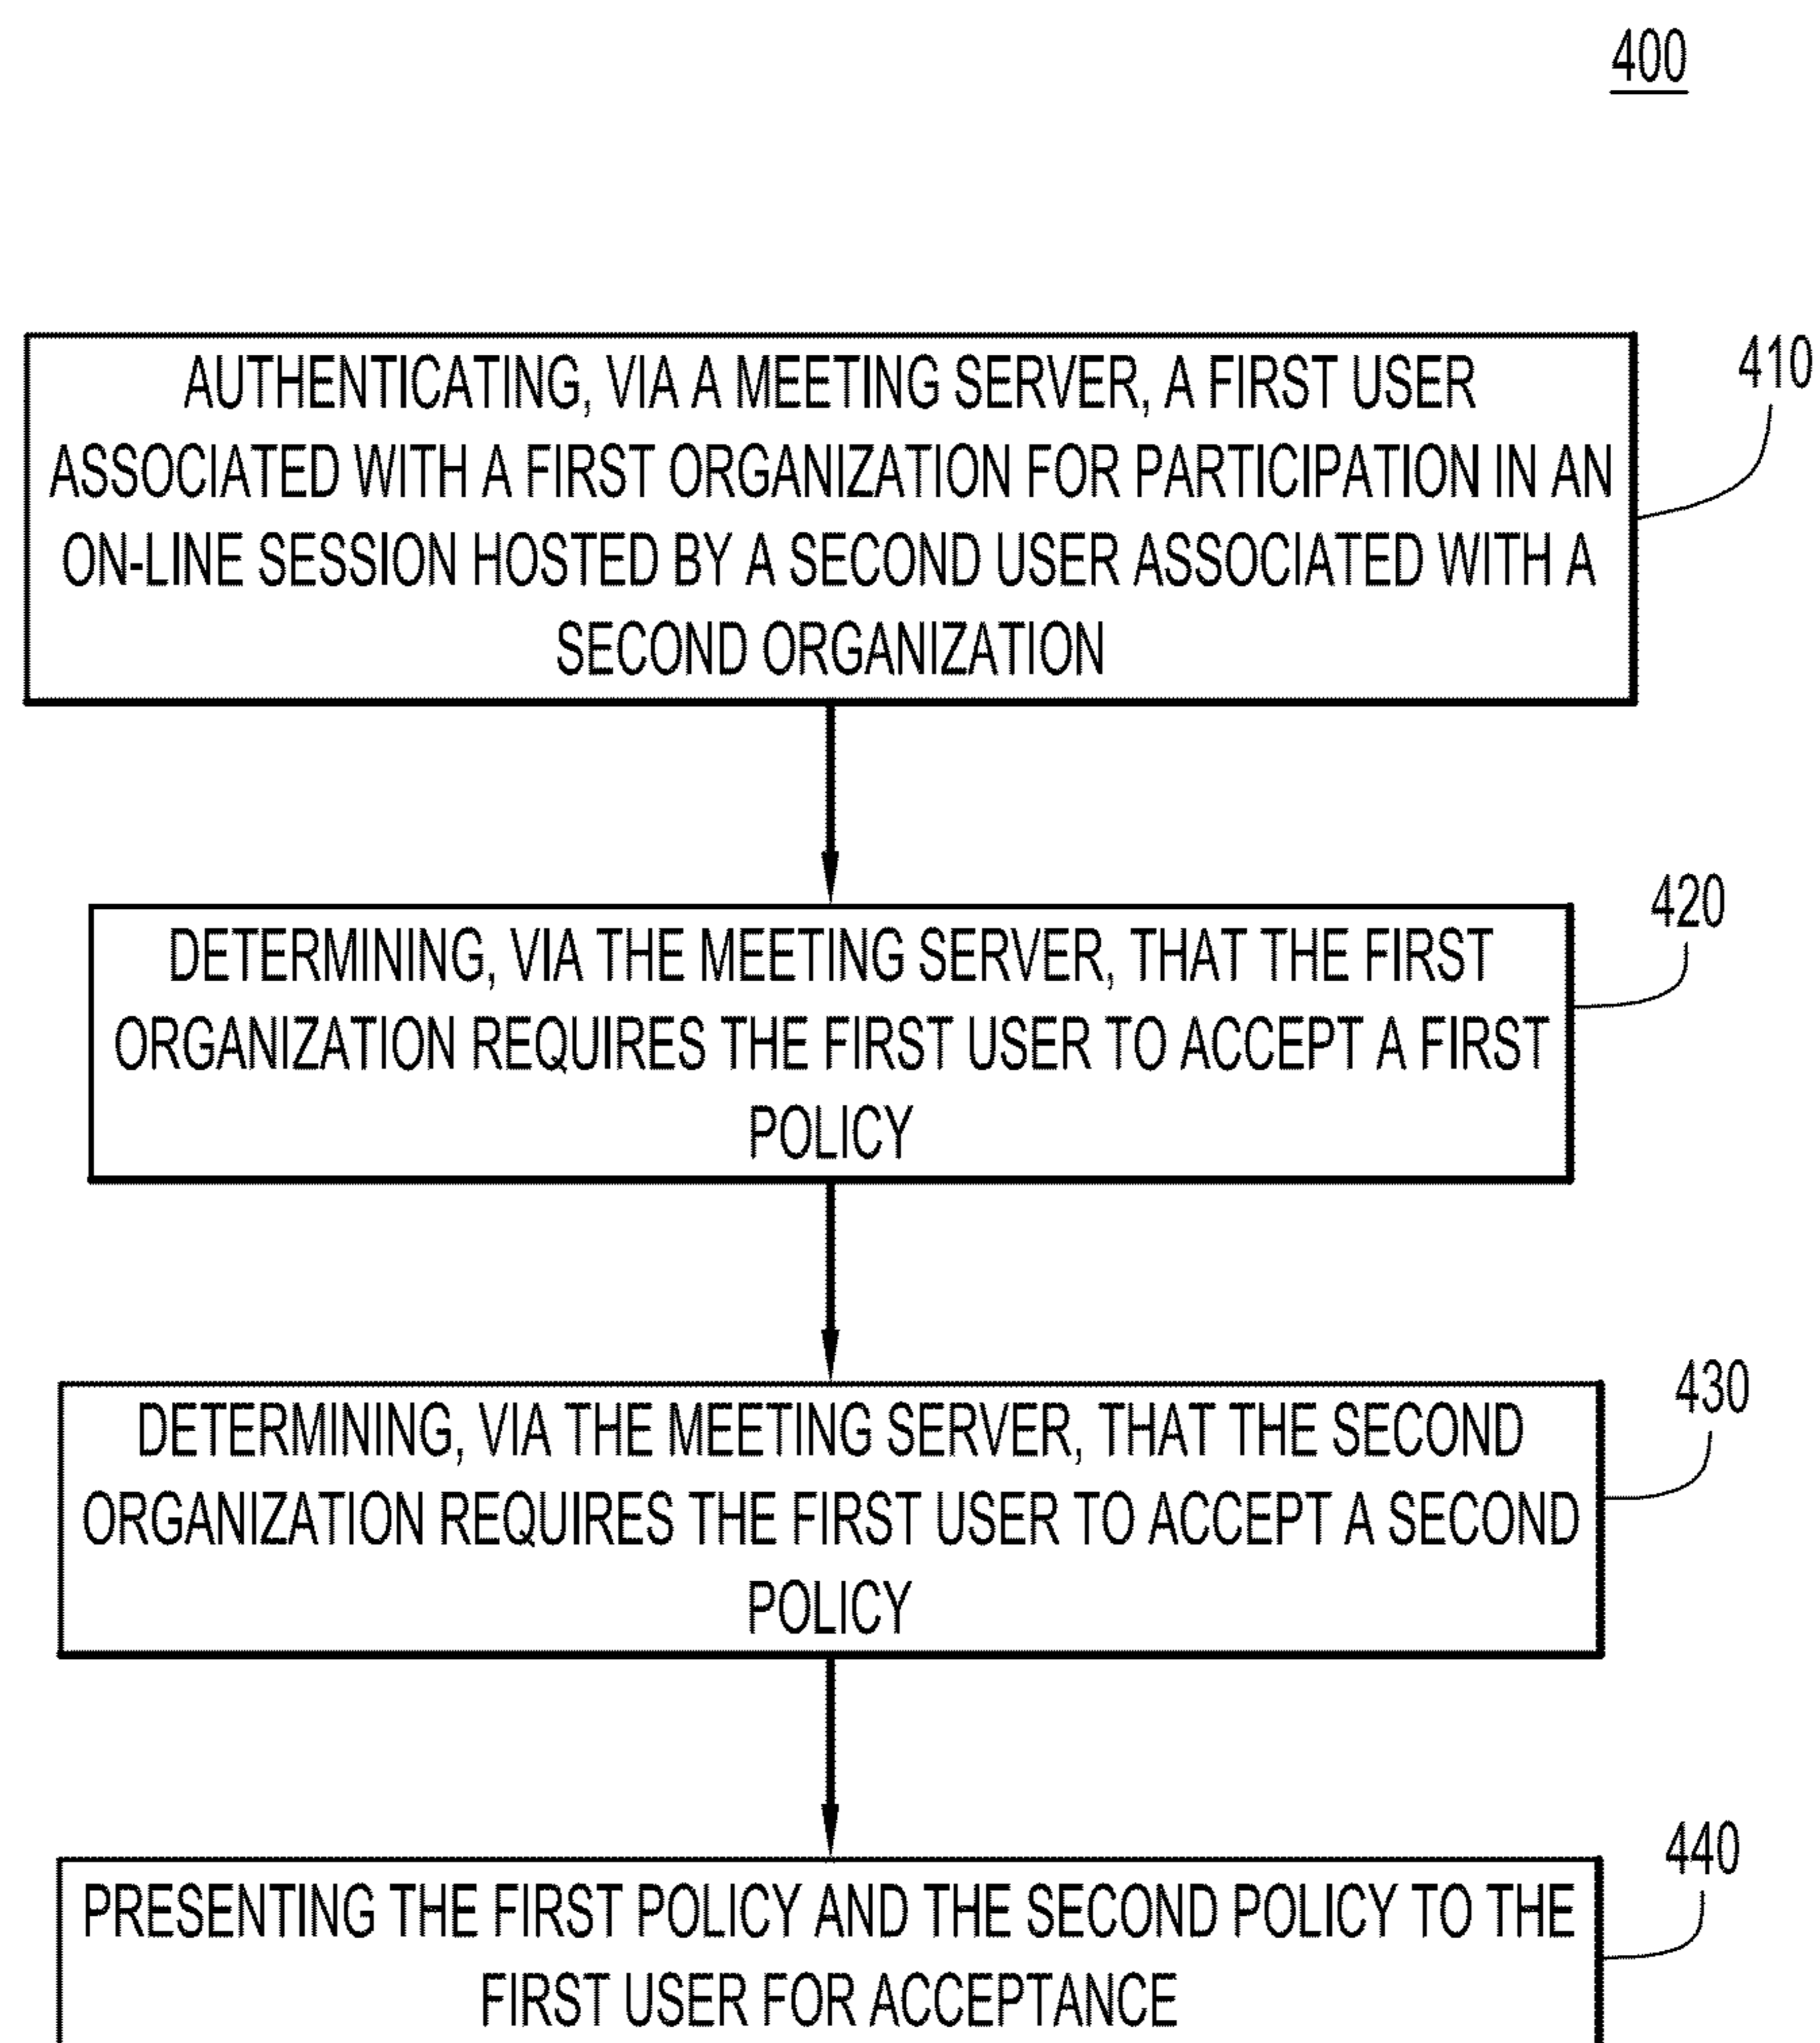 400
AUTHENTICATING, VIA A MEETING SERVER, A FIRST USER
ASSOCIATED WITH A FIRST ORGANIZATION FOR PARTICIPATION IN AN
ON-LINE SESSION HOSTED BY A SECOND USER ASSOCIATED WITH A
SECOND ORGANIZATION
410
DETERMINING, VIA THE MEETING SERVER, THAT THE FIRST
ORGANIZATION REQUIRES THE FIRST USER TO ACCEPT A FIRST
POLICY
420
DETERMINING, VIA THE MEETING SERVER, THAT THE SECOND
ORGANIZATION REQUIRES THE FIRST USER TO ACCEPT A SECOND
POLICY
430
PRESENTING THE FIRST POLICY AND THE SECOND POLICY TO THE
FIRST USER FOR ACCEPTANCE
440